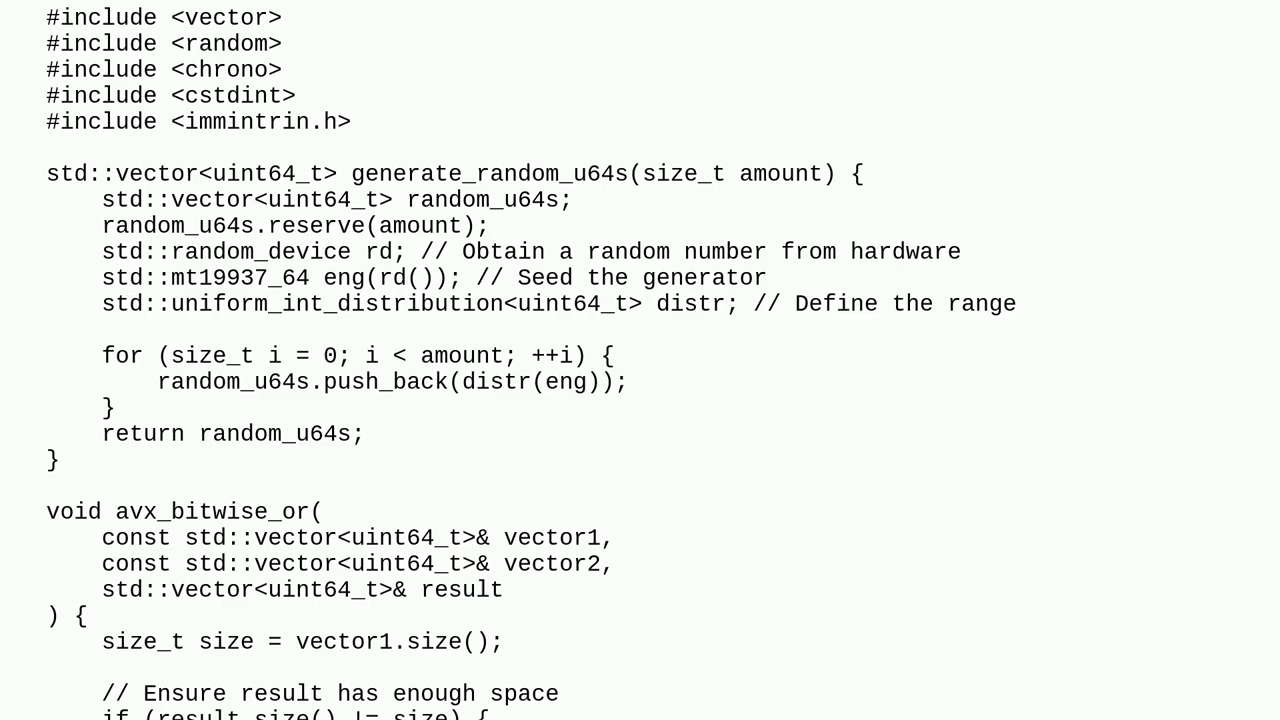 #include <vector>
#include <random>
#include <chrono>
#include <cstdint>
#include <immintrin.h>

std::vector<uint64_t> generate_random_u64s(size_t amount) {
    std::vector<uint64_t> random_u64s;
    random_u64s.reserve(amount);
    std::random_device rd; // Obtain a random number from hardware
    std::mt19937_64 eng(rd()); // Seed the generator
    std::uniform_int_distribution<uint64_t> distr; // Define the range

    for (size_t i = 0; i < amount; ++i) {
        random_u64s.push_back(distr(eng));
    }
    return random_u64s;
}

void avx_bitwise_or(
    const std::vector<uint64_t>& vector1,
    const std::vector<uint64_t>& vector2,
    std::vector<uint64_t>& result
) {
    size_t size = vector1.size();

    // Ensure result has enough space
    if (result.size() != size) {